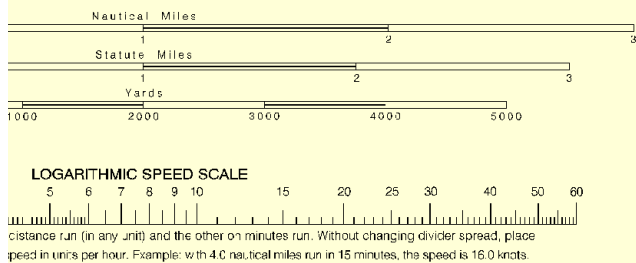 Nautical Miles
1 2 3
Statute Miles
1 2 3
Yards
1000 2000 3000 4000 5000
LOGARITHMIC SPEED SCALE
5 6 7 8 9 10 15 20 25 30 40 50 60
distance run (in any unit) and the other on minutes run. Without changing divider spread, place
speed in units per hour. Example: with 4.0 nautical miles run in 15 minutes, the speed is 16.0 knots.